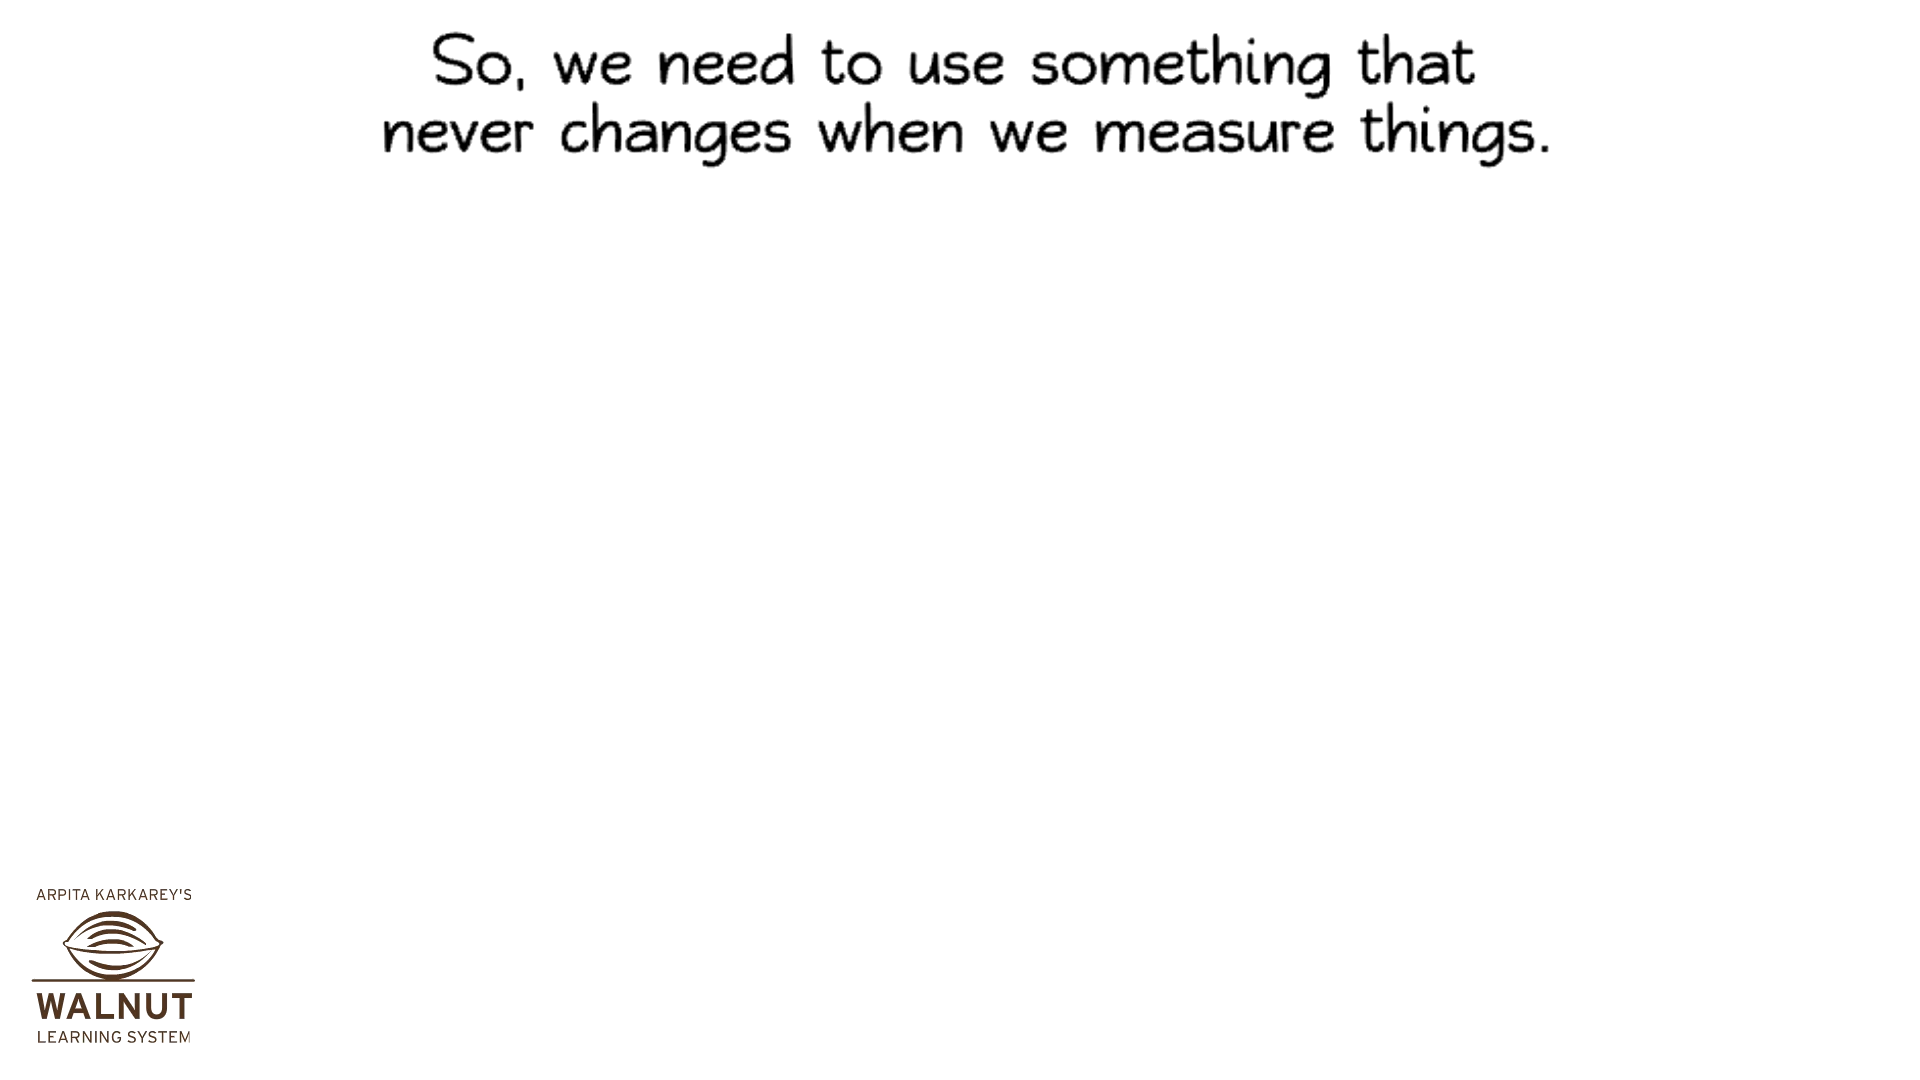 So, we need to use something that
never changes when we measure things.
ARPITA KARKAREY'S
WALNUT
LEARNING SYSTEM